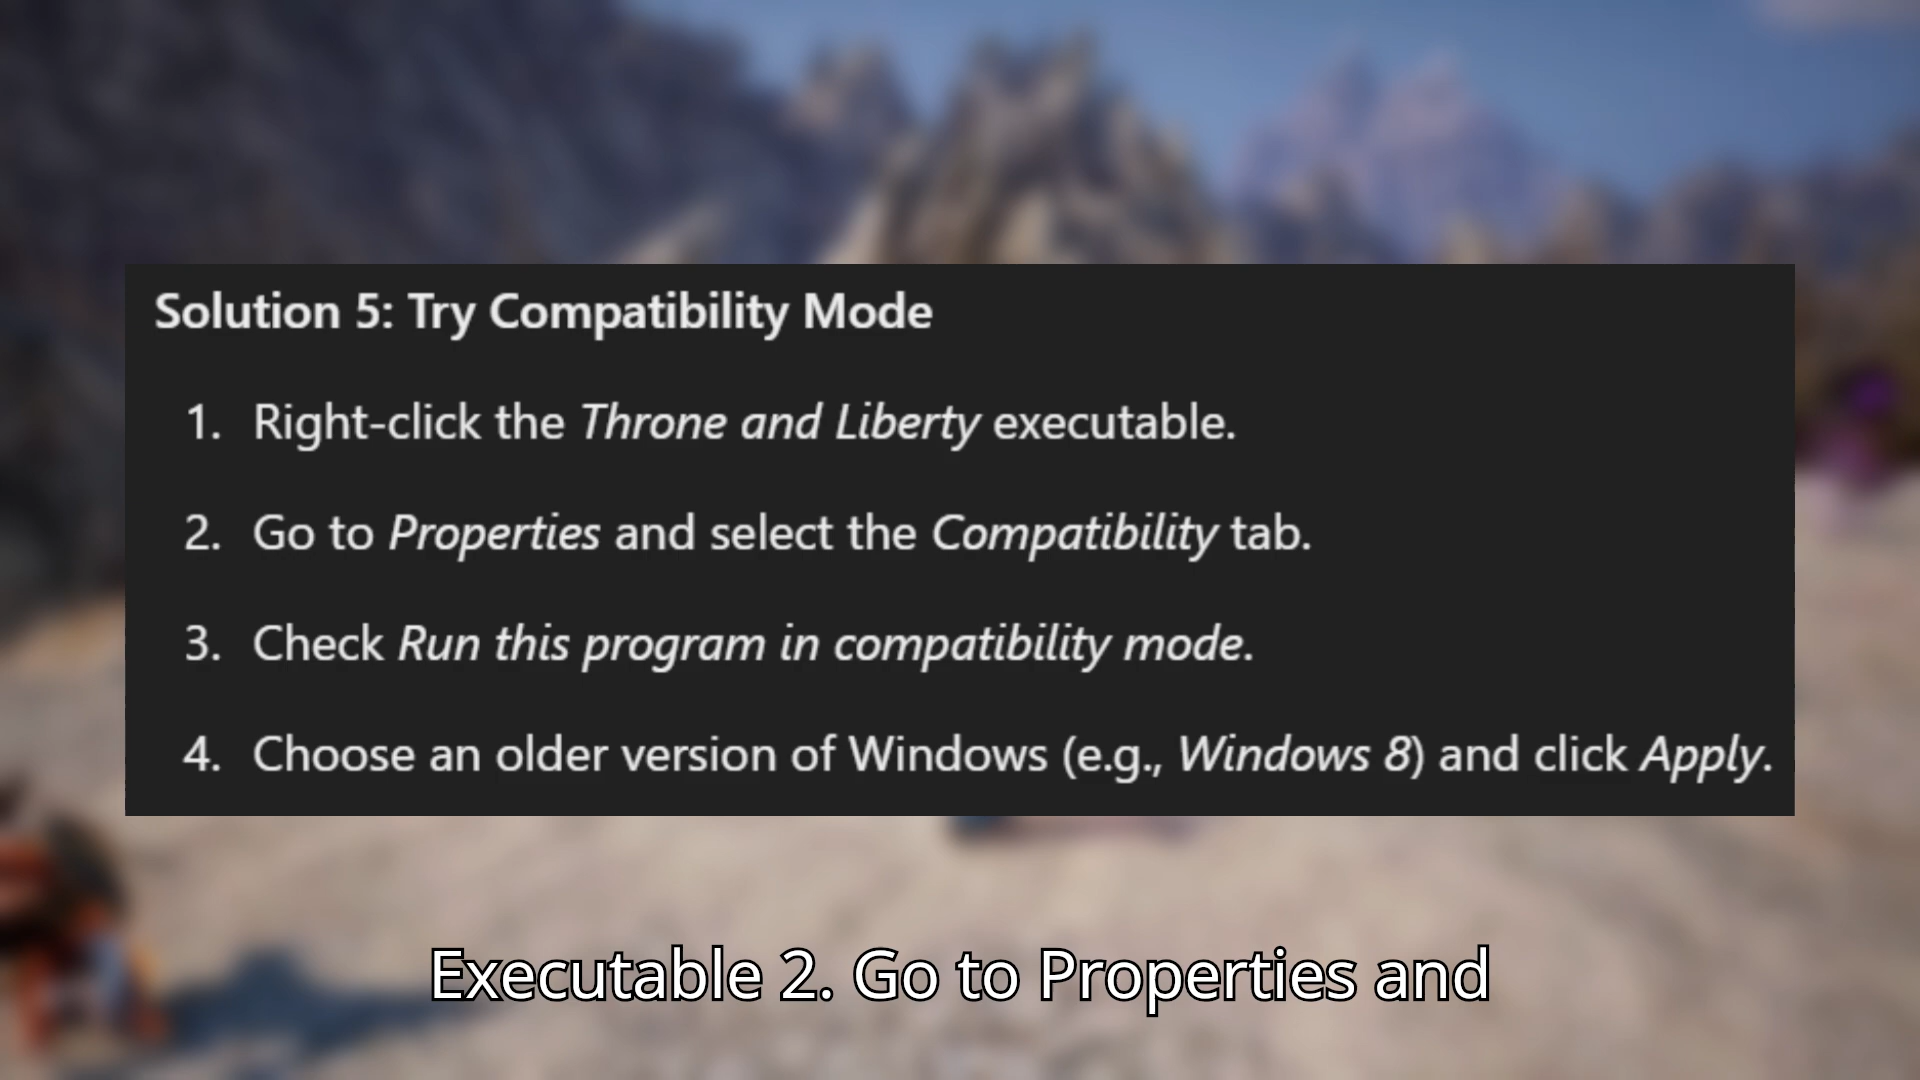 Solution 5: Try Compatibility Mode
1. Right-click the Throne and Liberty executable.
2. Go to Properties and select the Compatibility tab.
3. Check Run this program in compatibility mode.
4. Choose an older version of Windows (e.g., Windows 8) and click Apply.
Executable 2. Go to Properties and